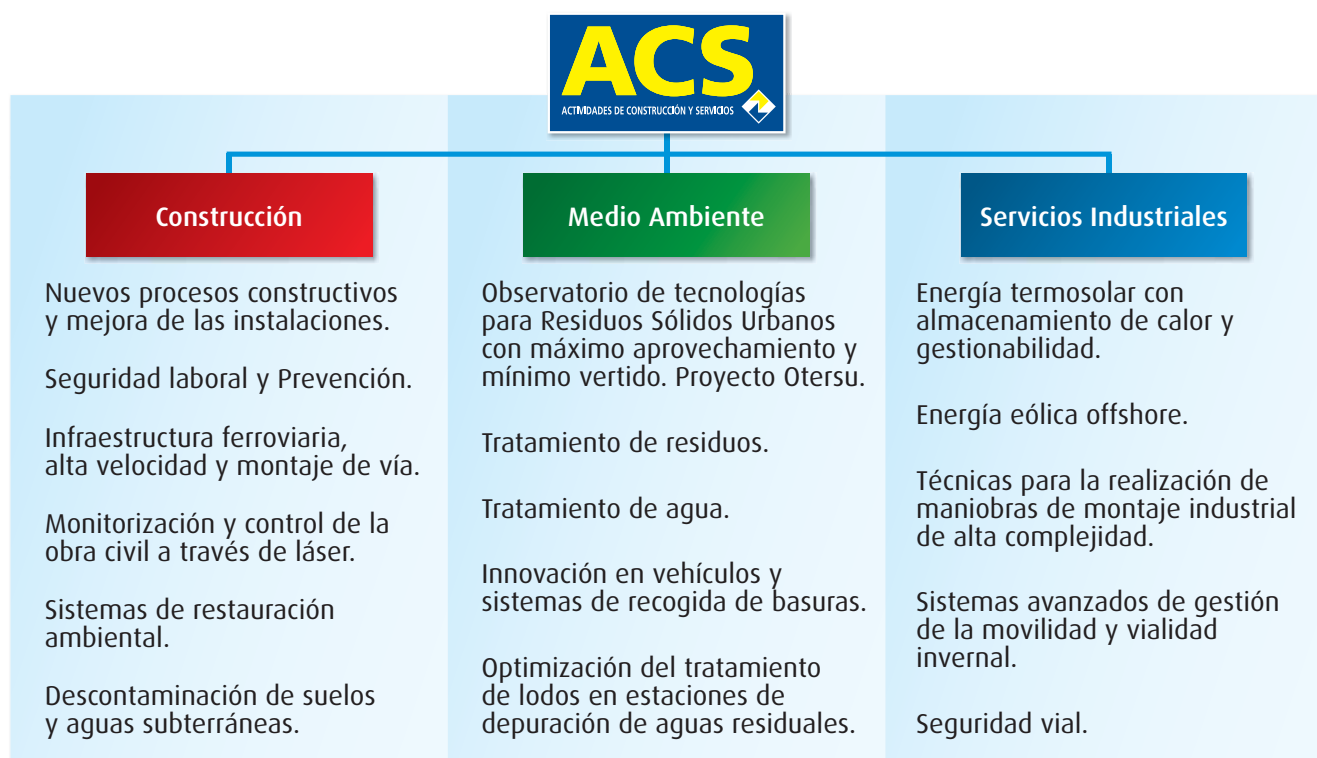 ACS
ACTIVIDADES DE CONSTRUCCIÓN Y SERVICIOS
Construcción
Nuevos procesos constructivos
y mejora de las instalaciones.
Seguridad laboral y Prevención.
Infraestructura ferroviaria,
alta velocidad y montaje de vía.
Monitorización y control de la
obra civil a través de láser.
Sistemas de restauración
ambiental.
Descontaminación de suelos
y aguas subterráneas.
Medio Ambiente
Observatorio de tecnologías
para Residuos Sólidos Urbanos
con máximo aprovechamiento y
mínimo vertido. Proyecto Otersu.
Tratamiento de residuos.
Tratamiento de agua.
Innovación en vehículos y
sistemas de recogida de basuras.
Optimización del tratamiento
de lodos en estaciones de
depuración de aguas residuales.
Servicios Industriales
Energía termosolar con
almacenamiento de calor y
gestionabilidad.
Energía eólica offshore.
Técnicas para la realización de
maniobras de montaje industrial
de alta complejidad.
Sistemas avanzados de gestión
de la movilidad y vialidad
invernal.
Seguridad vial.